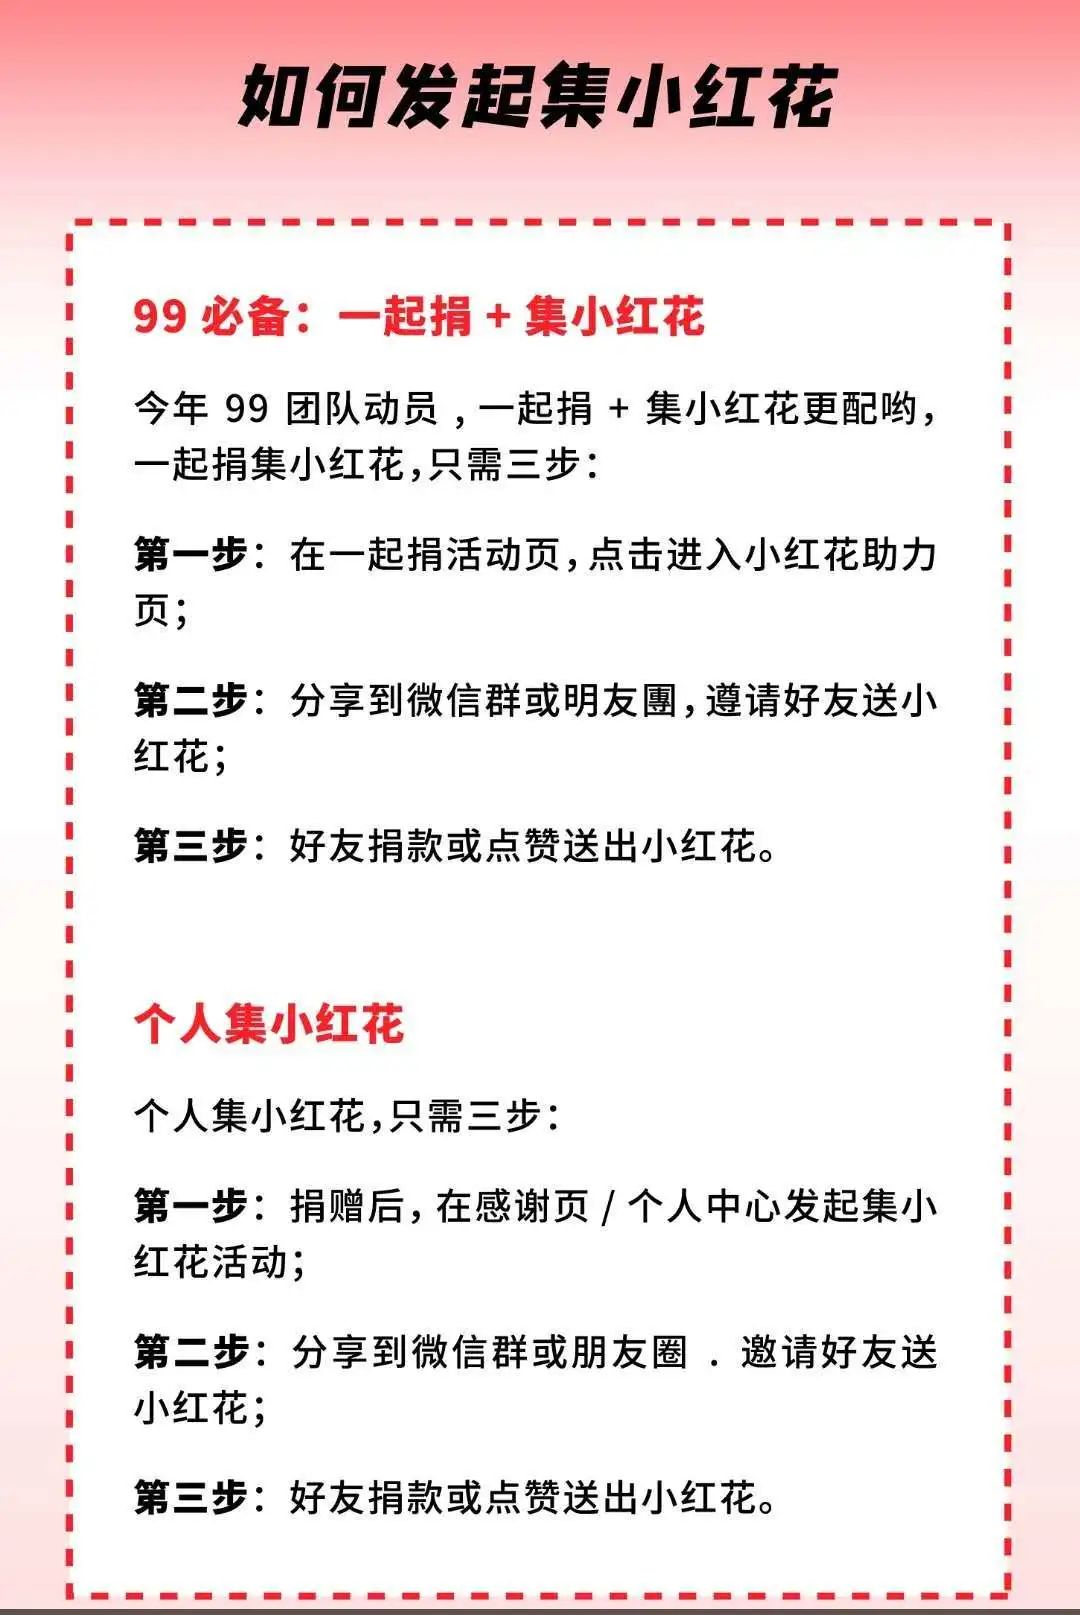 如何发起集小红花
99 必备：一起捐 + 集小红花
今年 99 团队动员 , 一起捐 + 集小红花更配哟，
一起捐集小红花，只需三步：
第一步：在一起捐活动页，点击进入小红花助力
页；
第二步：分享到微信群或明友團，遵请好友送小
红花；
第三步：好友捐款或点赞送出小红花。
个人集小红花
个人集小红花，只需三步：
第一步：捐赠后，在感谢页 / 个人中心发起集小
红花活动；
第二步：分享到微信群或朋友圈 . 邀请好友送
小红花；
第三步：好友捐款或点赞送出小红花。